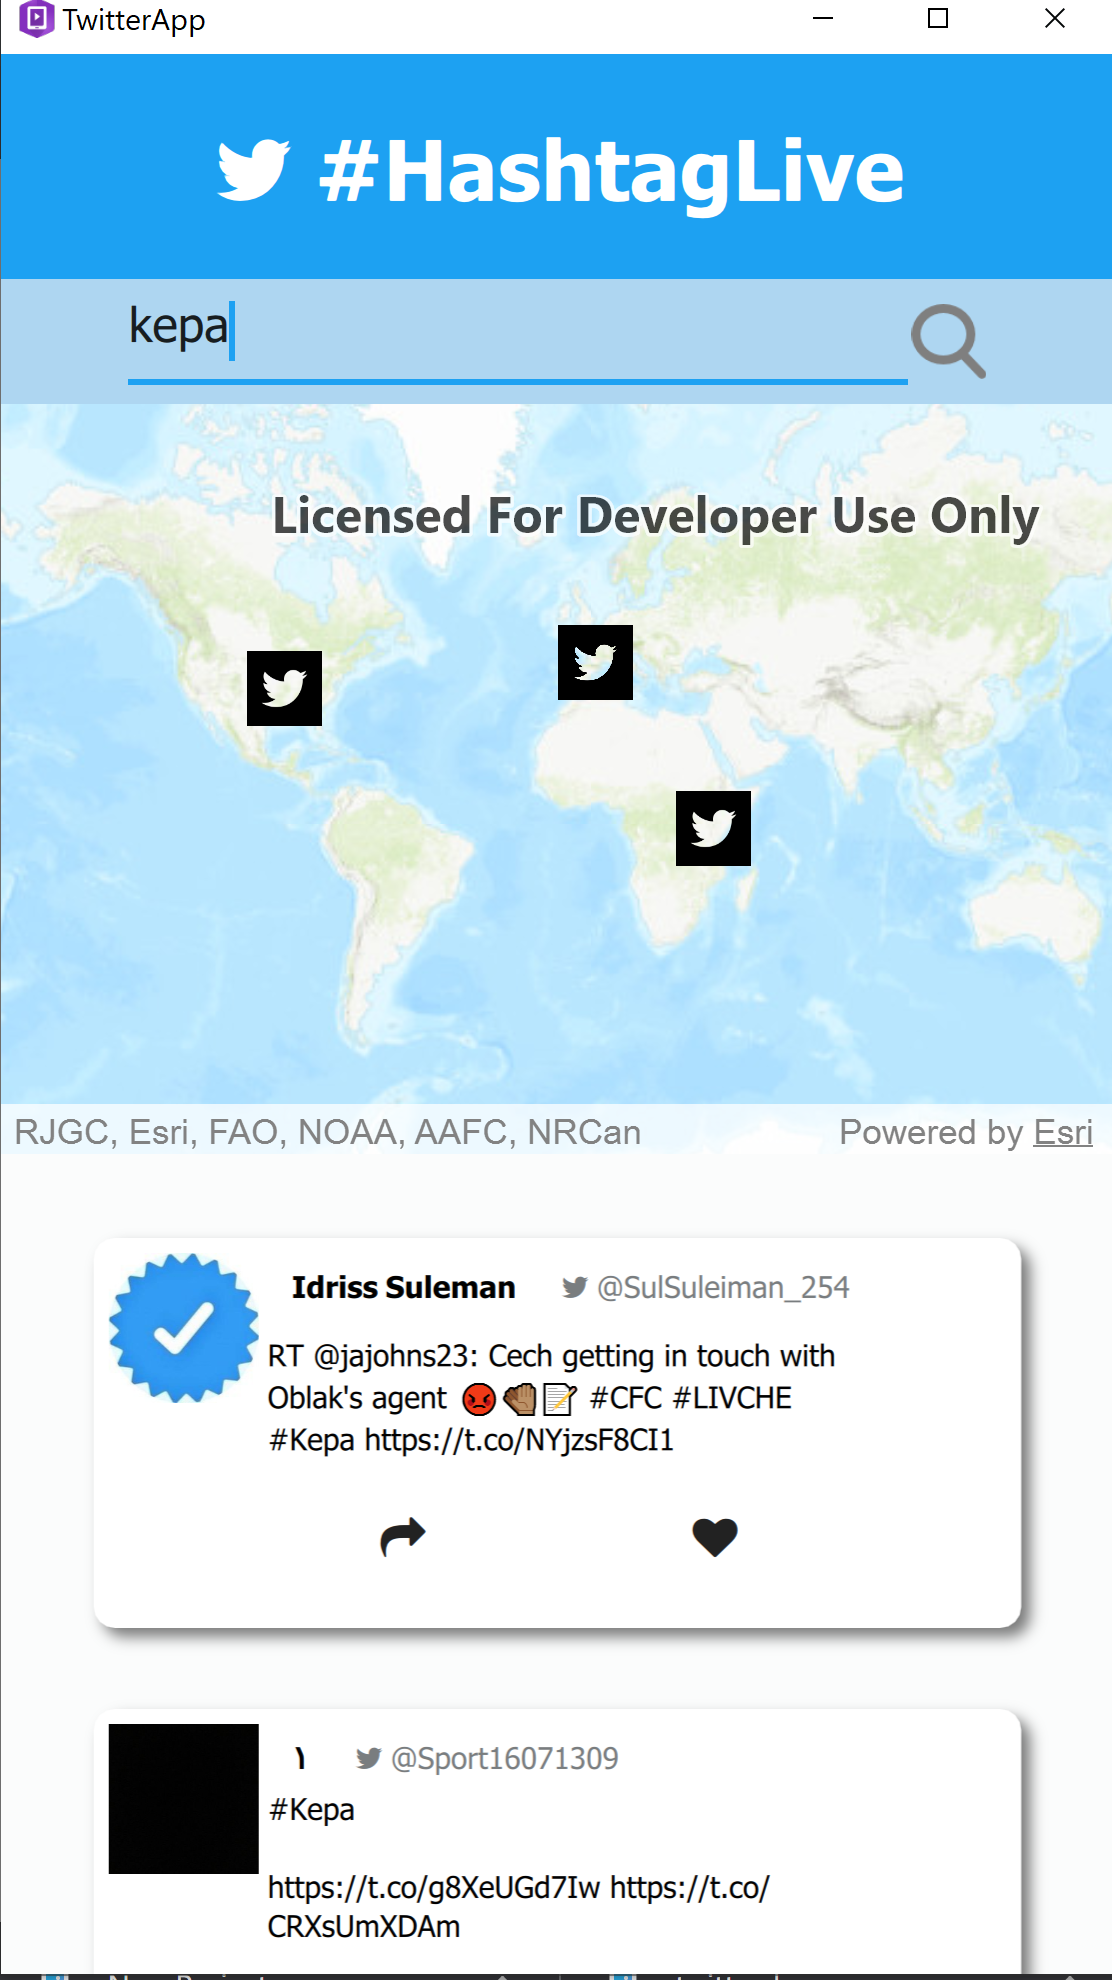 TwitterApp
#HashtagLive
kepa
Licensed For Developer Use Only
RJGC, Esri, FAO, NOAA, AAFC, NRCan
Powered by Esri
Idriss Suleman @SulSuleiman_254
RT @jajohns23: Cech getting in touch with
Oblak's agent 😡👊🏾📝 #CFC #LIVCHE
#Kepa https://t.co/NYjzsF8CI1
١ @Sport16071309
#Kepa
https://t.co/g8XeUGd7Iw https://t.co/
CRXsUmXDAm